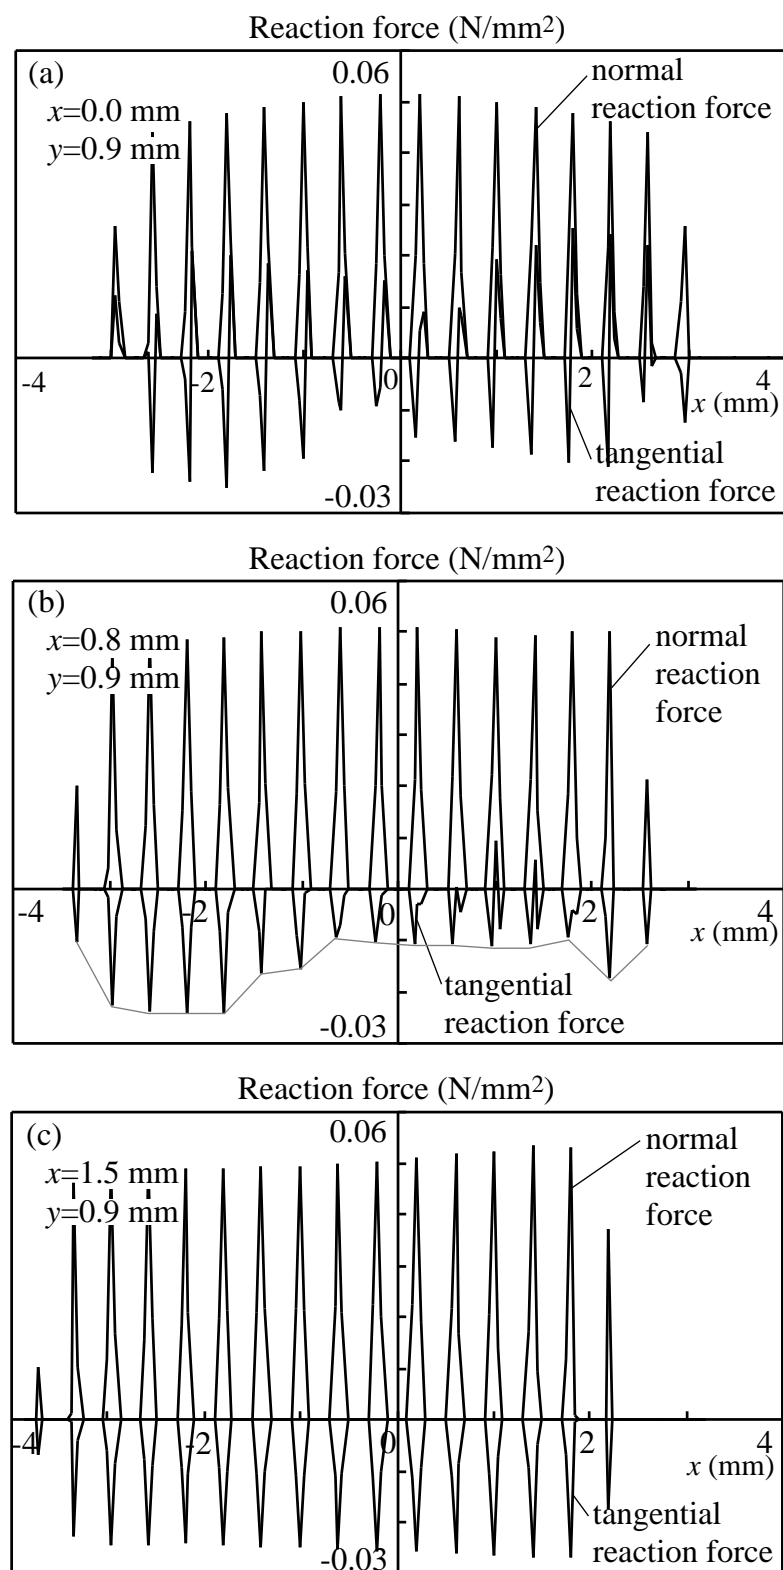 Reaction force (N/mm2)
(a)
0.06
normal
reaction force
x=0.0 mm
y=0.9 mm
-4
-2
0
2
4
x (mm)
tangential
reaction force
-0.03
Reaction force (N/mm2)
(b)
0.06
x=0.8 mm
y=0.9 mm
normal
reaction
force
-4
-2
0
2
4
x (mm)
tangential
reaction force
-0.03
Reaction force (N/mm2)
(c)
0.06
normal
reaction
force
x=1.5 mm
y=0.9 mm
-4
-2
0
2
4
x (mm)
tangential
reaction force
-0.03